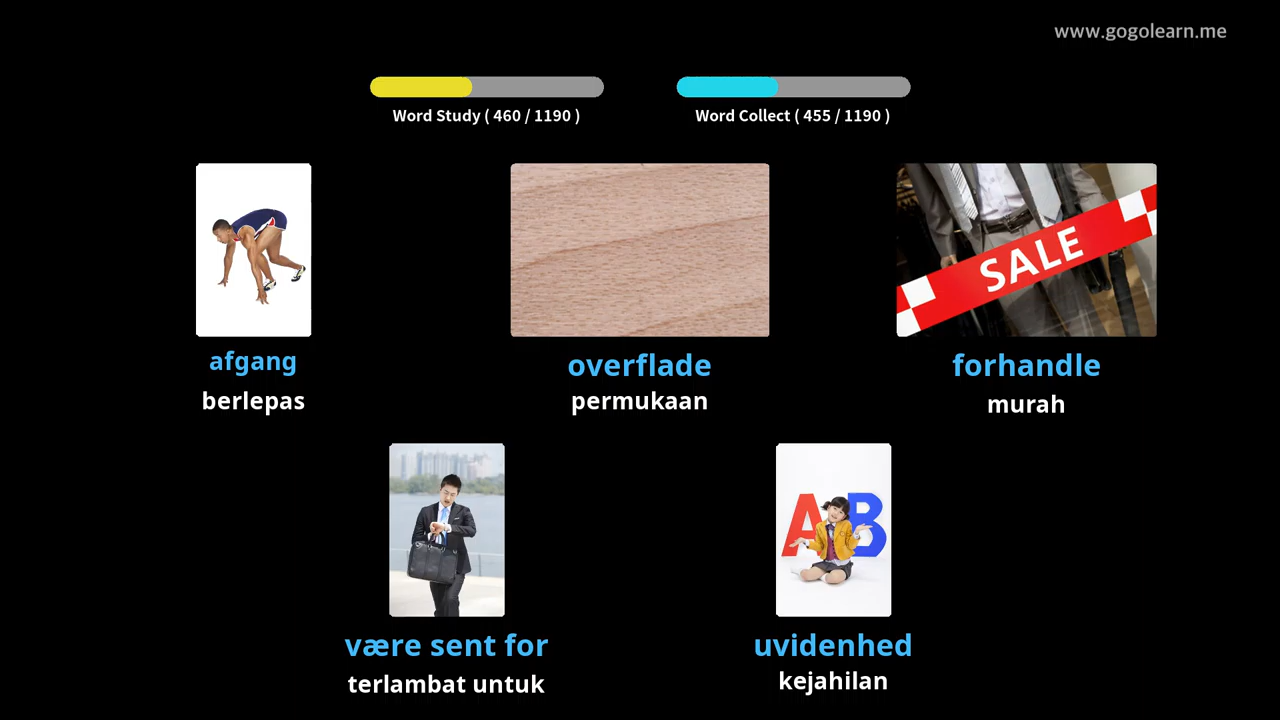 www.gogolearn.me
Word Study ( 460 / 1190 )
Word Collect ( 455 / 1190 )
SALE
afgang
berlepas
overflade
permukaan
forhandle
murah
A B
være sent for
terlambat untuk
uvidenhed
kejahilan